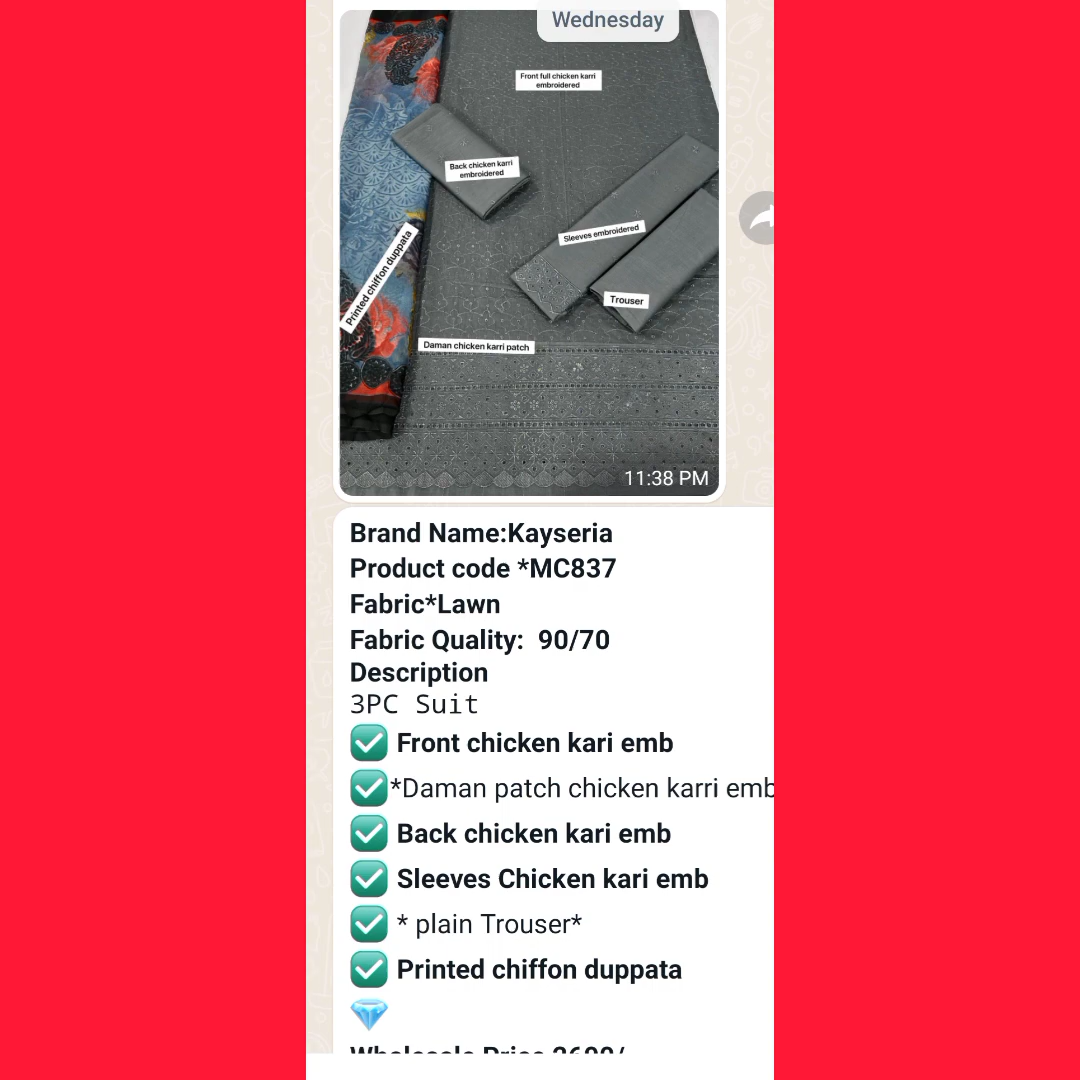 Wednesday
Front full chicken karri
embroidered
Back chicken karri
embroidered
Sleeves embroidered
Printed chiffon duppata
Trouser
Daman chicken karri patch
11:38 PM
Brand Name:Kayseria
Product code *MC837
Fabric*Lawn
Fabric Quality: 90/70
Description
3PC Suit
✅ Front chicken kari emb
✅*Daman patch chicken karri emb
✅ Back chicken kari emb
✅ Sleeves Chicken kari emb
✅ * plain Trouser*
✅ Printed chiffon duppata
💎
Wholesale Price